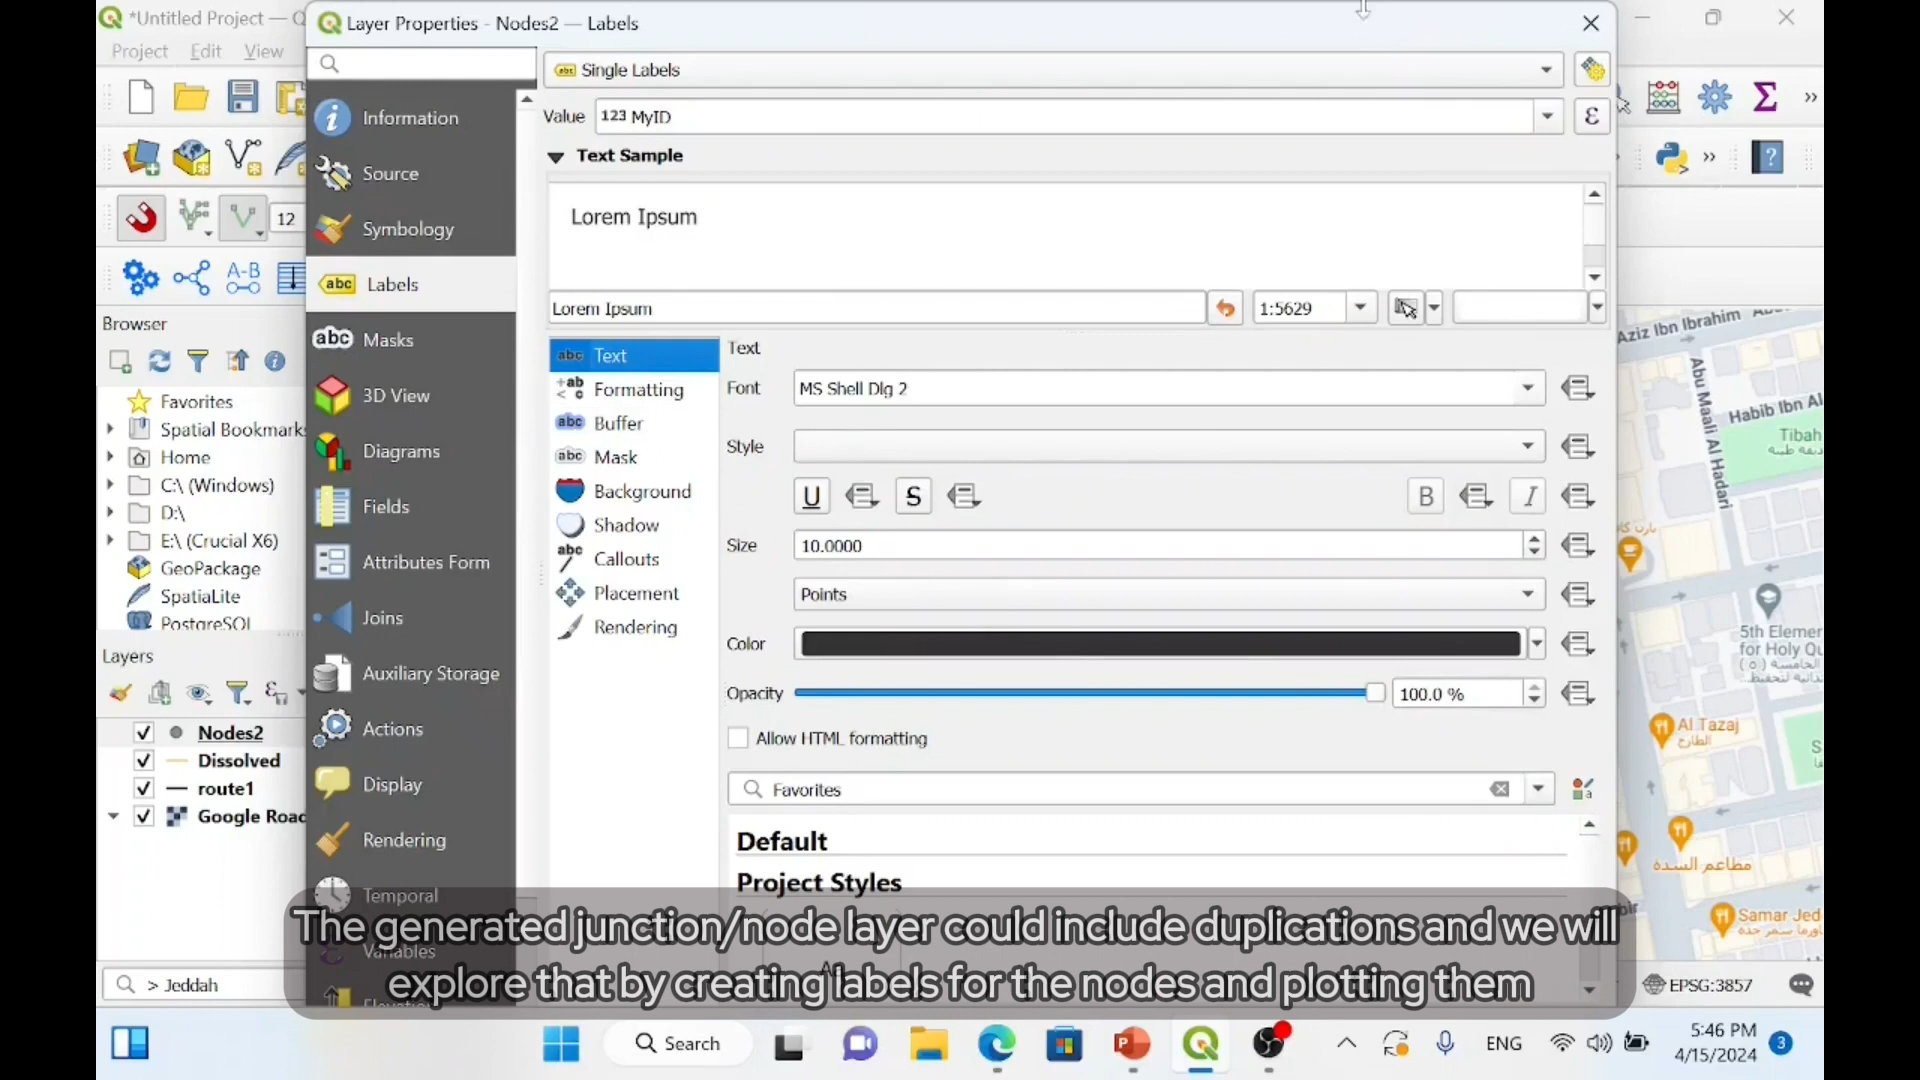 *Untitled Project — Q
Layer Properties - Nodes2 — Labels
Project Edit View
Single Labels
Value 123 MyID
Text Sample
Lorem Ipsum
Lorem Ipsum
1:5629
Information
Source
Symbology
Labels
Masks
3D View
Diagrams
Fields
Attributes Form
Joins
Auxiliary Storage
Actions
Display
Rendering
Temporal
Variables
12
A-B
Browser
Favorites
Spatial Bookmarks
Home
C:\ (Windows)
D:\
E:\ (Crucial X6)
GeoPackage
SpatiaLite
PostgreSQL
Layers
Nodes2
Dissolved
route1
Google Road
> Jeddah
Text
Formatting
Buffer
Mask
Background
Shadow
Callouts
Placement
Rendering
Text
Font MS Shell Dlg 2
Style
U S B I
Size 10.0000
Points
Color
Opacity 100.0 %
Allow HTML formatting
Favorites
Default
Project Styles
Aziz Ibn Ibrahim
Abu Maali Al Hadari
Habib Ibn Al
Tibah
5th Elemen
for Holy Qu
Al Tazaj
الطازج
مطاعم السدة
Samar Jed
The generated junction/node layer could include duplications and we will
explore that by creating labels for the nodes and plotting them
EPSG:3857
Search
ENG
5:46 PM
4/15/2024
3